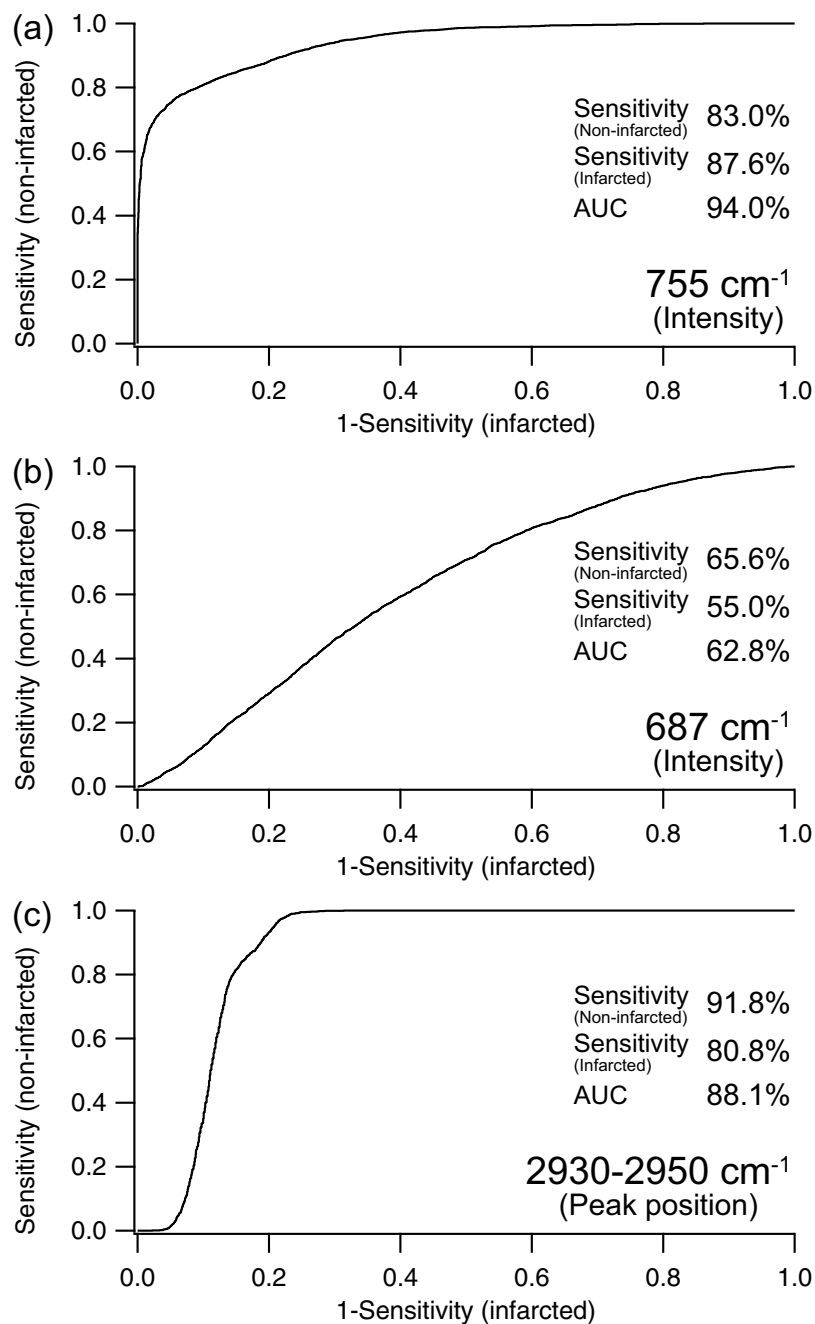 (a)
1.0
0.8
0.6
0.4
0.2
0.0
Sensitivity (non-infarcted)
Sensitivity 83.0%
(Non-infarcted)
Sensitivity 87.6%
(Infarcted)
AUC 94.0%
755 cm-1
(Intensity)
0.0 0.2 0.4 0.6 0.8 1.0
1-Sensitivity (infarcted)
(b)
1.0
0.8
0.6
0.4
0.2
0.0
Sensitivity (non-infarcted)
Sensitivity 65.6%
(Non-infarcted)
Sensitivity 55.0%
(Infarcted)
AUC 62.8%
687 cm-1
(Intensity)
0.0 0.2 0.4 0.6 0.8 1.0
1-Sensitivity (infarcted)
(c)
1.0
0.8
0.6
0.4
0.2
0.0
Sensitivity (non-infarcted)
Sensitivity 91.8%
(Non-infarcted)
Sensitivity 80.8%
(Infarcted)
AUC 88.1%
2930-2950 cm-1
(Peak position)
0.0 0.2 0.4 0.6 0.8 1.0
1-Sensitivity (infarcted)